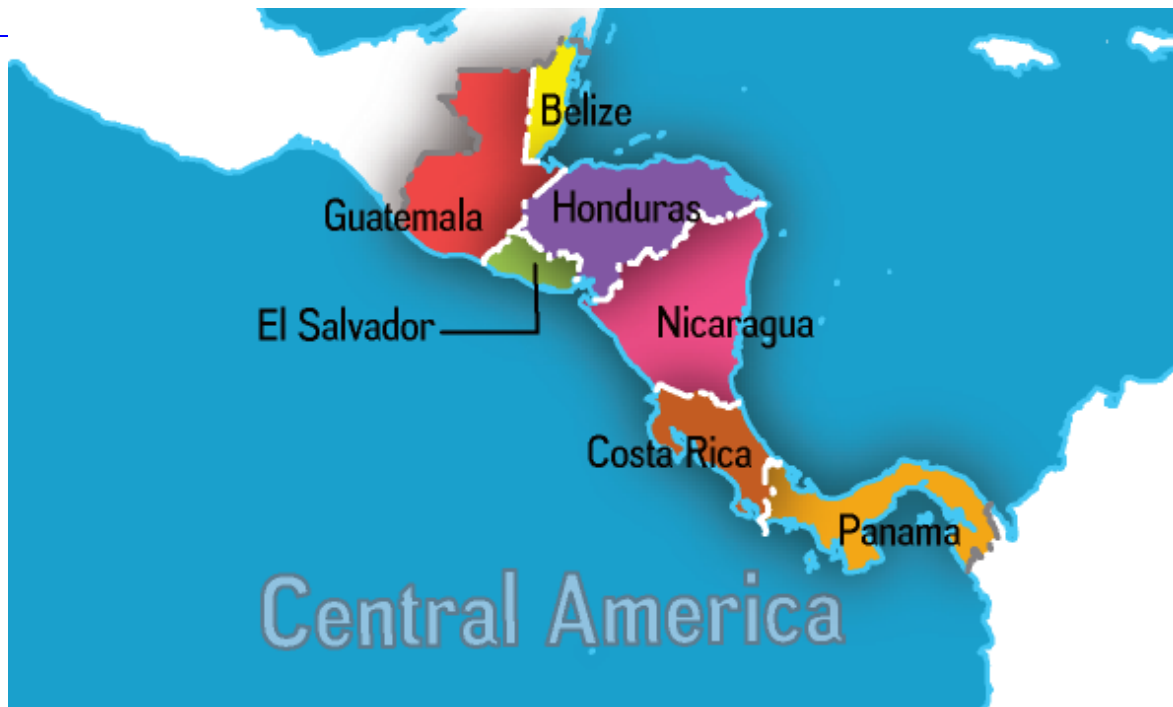 Belize
Guatemala
Honduras
El Salvador
Nicaragua
Costa Rica
Panama
Central America